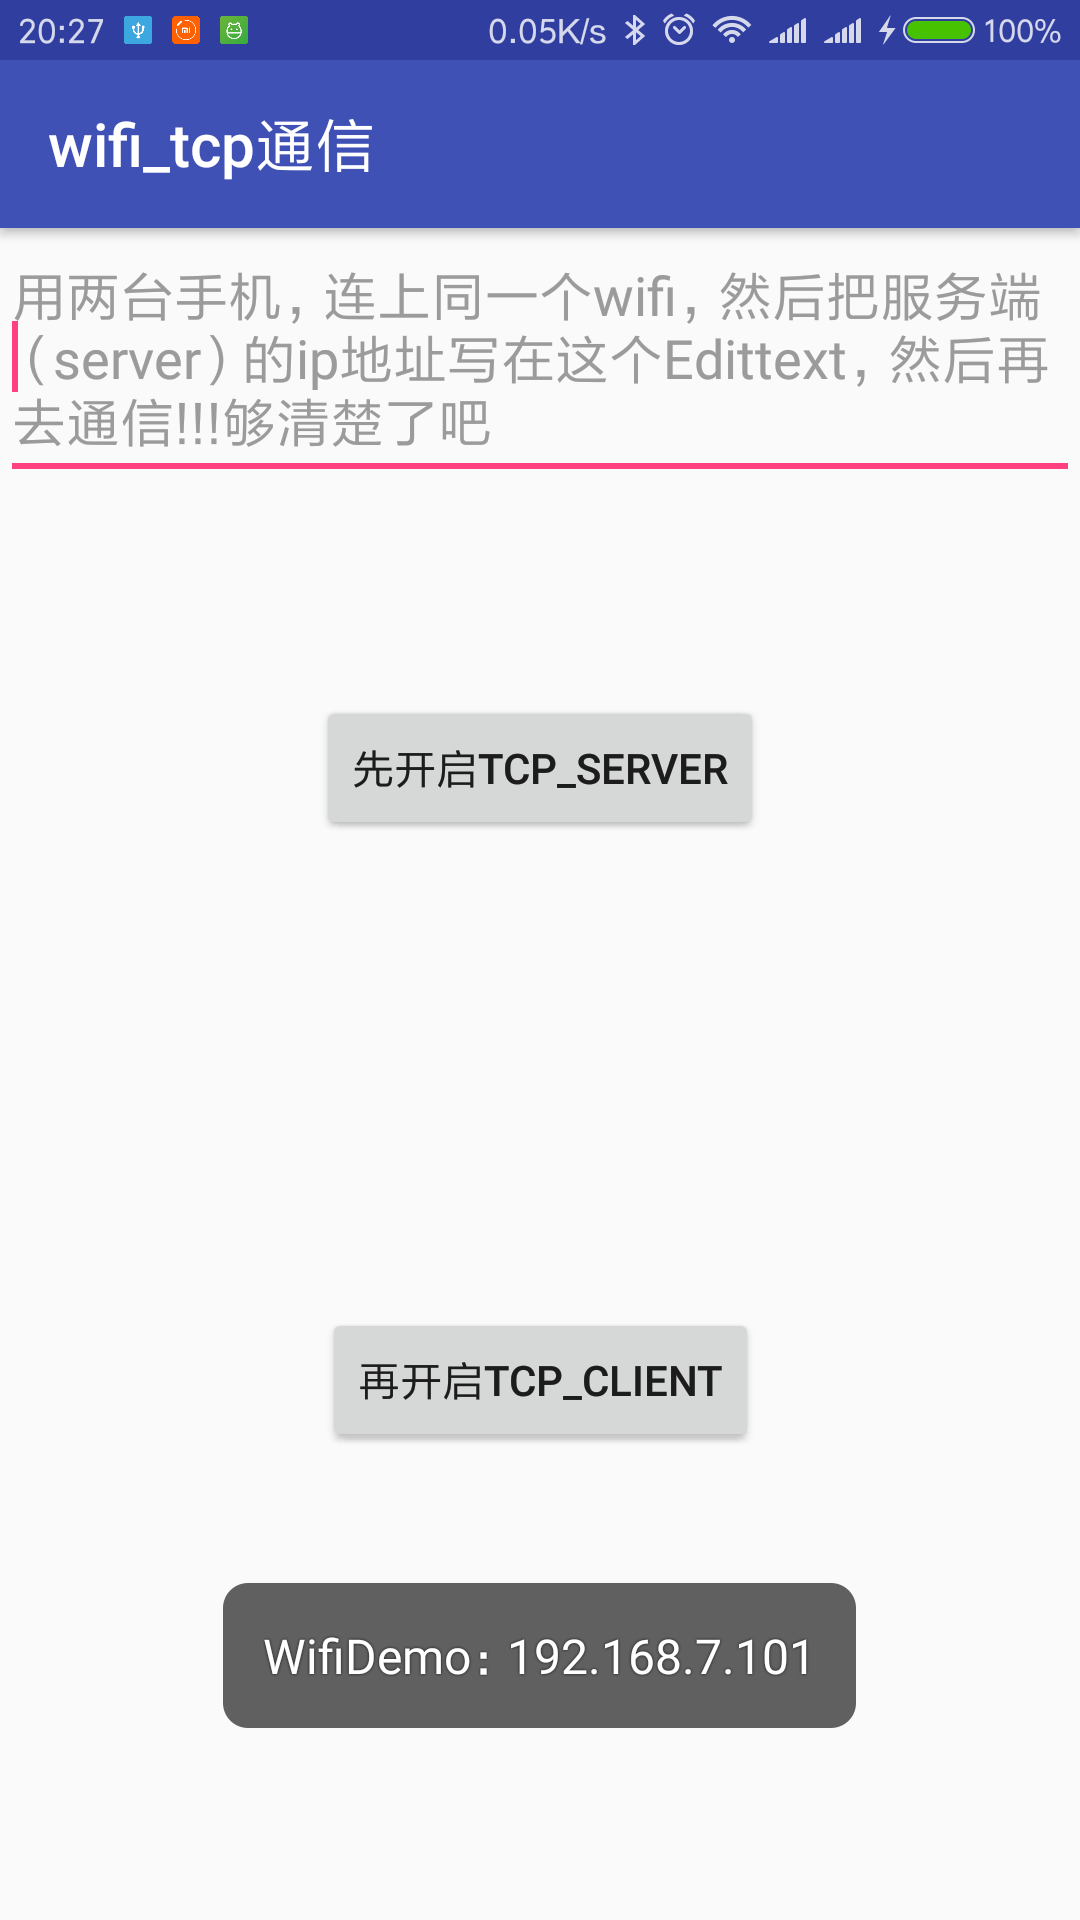 20:27 0.05K/s 100%
wifi_tcp通信
用两台手机，连上同一个wifi，然后把服务端
（server）的ip地址写在这个Edittext，然后再
去通信!!!够清楚了吧
先开启TCP_SERVER
再开启TCP_CLIENT
WifiDemo：192.168.7.101